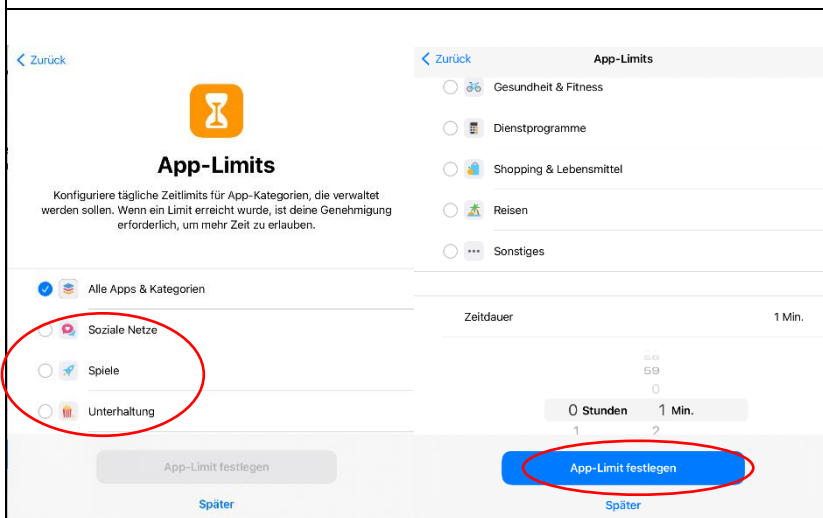 Zurück
App-Limits
Konfiguriere tägliche Zeitlimits für App-Kategorien, die verwaltet
werden sollen. Wenn ein Limit erreicht wurde, ist deine Genehmigung
erforderlich, um mehr Zeit zu erlauben.
Alle Apps & Kategorien
Soziale Netze
Spiele
Unterhaltung
App-Limit festlegen
Später
Zurück
App-Limits
Gesundheit & Fitness
Dienstprogramme
Shopping & Lebensmittel
Reisen
Sonstiges
Zeitdauer 1 Min.
59
0
0 Stunden 1 Min.
1 2
App-Limit festlegen
Später